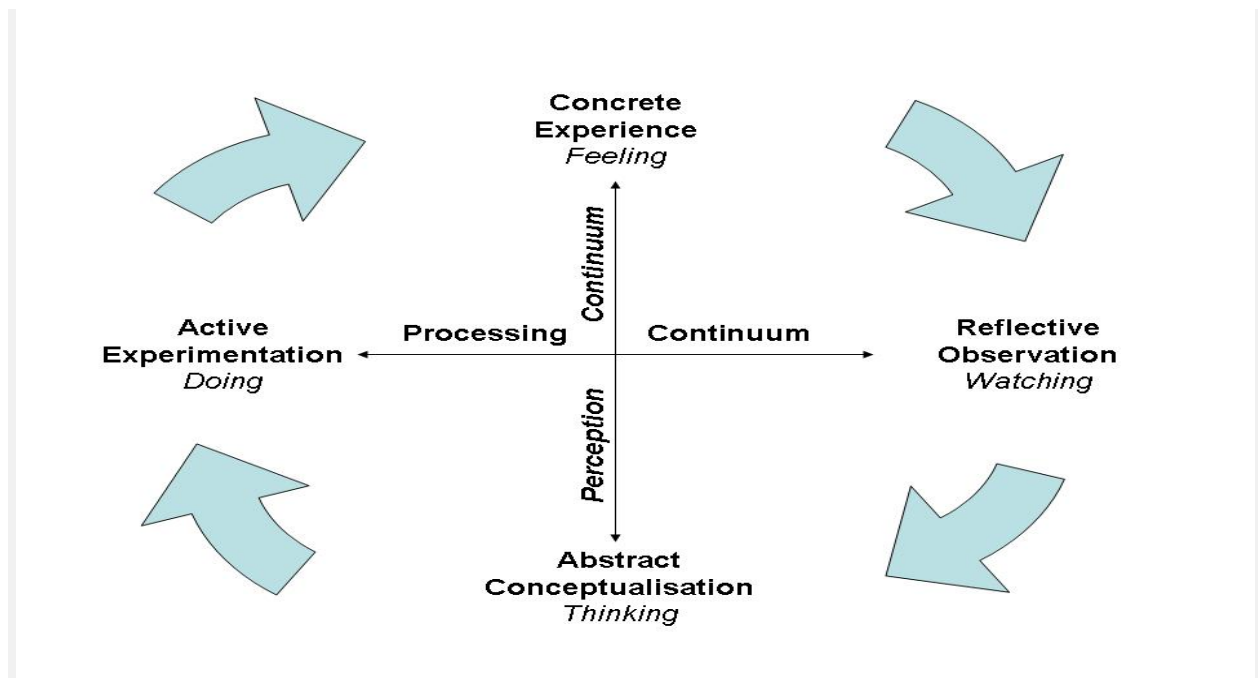 Concrete
Experience
Feeling
Continuum
Processing
Continuum
Active
Experimentation
Doing
Reflective
Observation
Watching
Perception
Abstract
Conceptualisation
Thinking